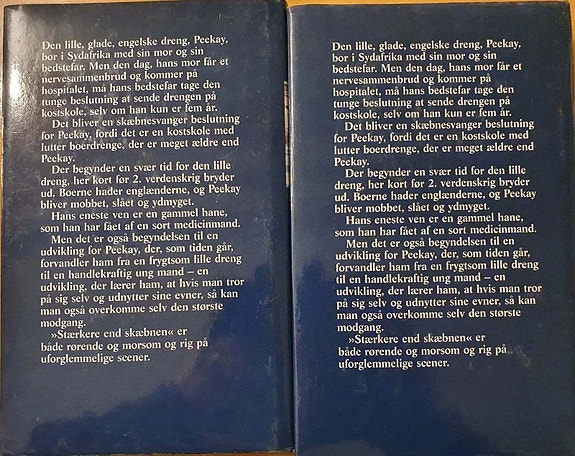 Den lille, glade, engelske dreng, Peekay,
bor i Sydafrika med sin mor og sin
bedstefar. Men den dag, hans mor får et
nervesammenbrud og kommer på
hospitalet, må hans bedstefar tage den
tunge beslutning at sende drengen på
kostskole, selv om han kun er fem år.
Det bliver en skæbnesvanger beslutning
for Peekay, fordi det er en kostskole med
lutter boerdrenge, der er meget ældre end
Peekay.
Der begynder en svær tid for den lille
dreng, her kort før 2. verdenskrig bryder
ud. Boerne hader englænderne, og Peekay
bliver mobbet, slået og ydmyget.
Hans eneste ven er en gammel hane,
som han har fået af en sort medicinmand.
Men det er også begyndelsen til en
udvikling for Peekay, der, som tiden går,
forvandler ham fra en frygtsom lille dreng
til en handlekraftig ung mand – en
udvikling, der lærer ham, at hvis man tror
på sig selv og udnytter sine evner, så kan
man også overkomme selv den største
modgang.
»Stærkere end skæbnen« er
både rørende og morsom og rig på
uforglemmelige scener.
Den lille, glade, engelske dreng, Peekay,
bor i Sydafrika med sin mor og sin
bedstefar. Men den dag, hans mor får et
nervesammenbrud og kommer på
hospitalet, må hans bedstefar tage den
tunge beslutning at sende drengen på
kostskole, selv om han kun er fem år.
Det bliver en skæbnesvanger beslutning
for Peekay, fordi det er en kostskole med
lutter boerdrenge, der er meget ældre end
Peekay.
Der begynder en svær tid for den lille
dreng, her kort før 2. verdenskrig bryder
ud. Boerne hader englænderne, og Peekay
bliver mobbet, slået og ydmyget.
Hans eneste ven er en gammel hane,
som han har fået af en sort medicinmand.
Men det er også begyndelsen til en
udvikling for Peekay, der, som tiden går,
forvandler ham fra en frygtsom lille dreng
til en handlekraftig ung mand – en
udvikling, der lærer ham, at hvis man tror
på sig selv og udnytter sine evner, så kan
man også overkomme selv den største
modgang.
»Stærkere end skæbnen« er
både rørende og morsom og rig på
uforglemmelige scener.